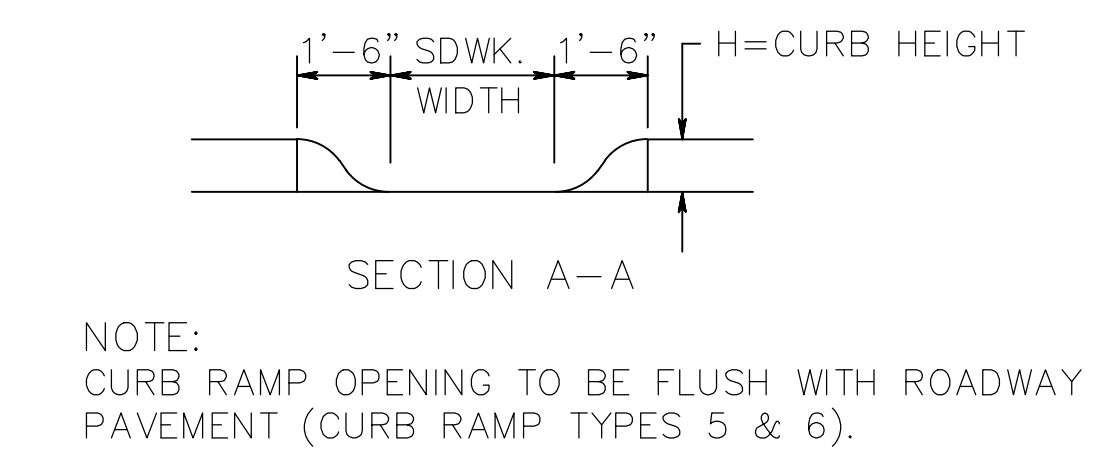 1'-6" SDWK. 1'-6"
WIDTH
H=CURB HEIGHT
SECTION A-A
NOTE:
CURB RAMP OPENING TO BE FLUSH WITH ROADWAY
PAVEMENT (CURB RAMP TYPES 5 & 6).